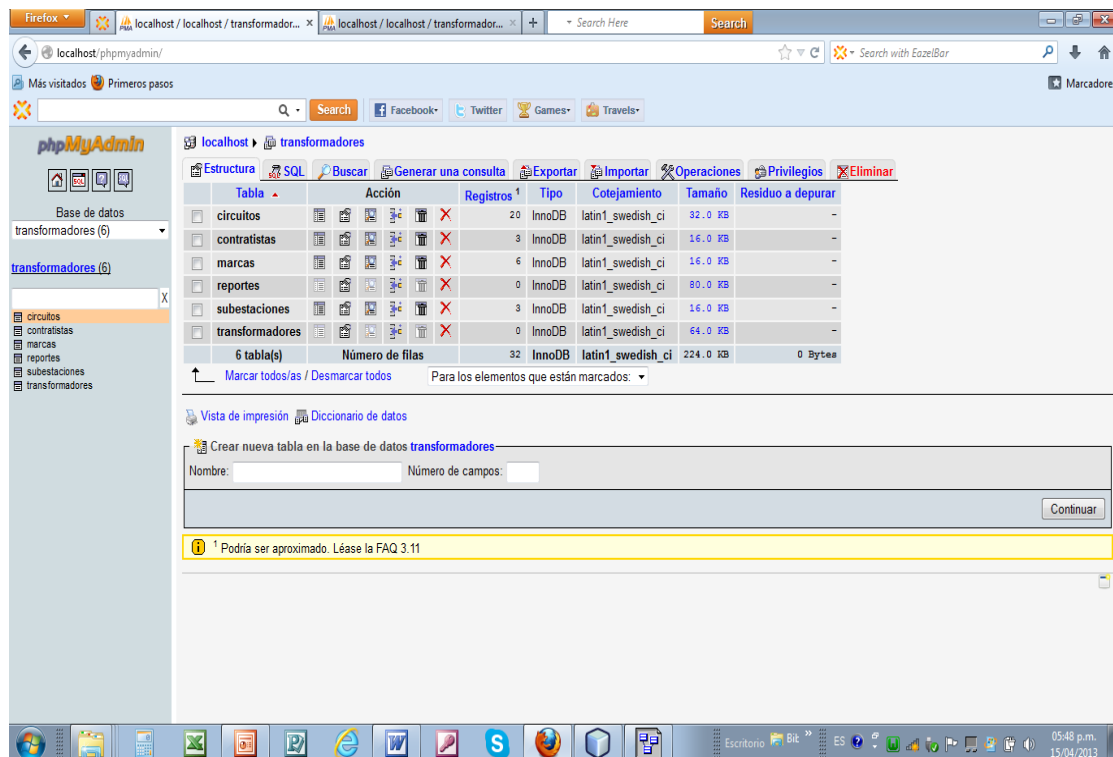 Firefox
localhost / localhost / transformador... ×
localhost / localhost / transformador... ×
+
Search Here
Search
localhost/phpmyadmin/
Search with EazelBar
Más visitados
Primeros pasos
Marcadore
Search
Facebook
Twitter
Games
Travels
phpMyAdmin
SQL
Base de datos
transformadores (6)
transformadores (6)
X
circuitos
contratistas
marcas
reportes
subestaciones
transformadores
localhost
transformadores
Estructura SQL Buscar Generar una consulta Exportar Importar Operaciones Privilegios Eliminar
Tabla Acción Registros 1 Tipo Cotejamiento Tamaño Residuo a depurar
circuitos 20 InnoDB latin1_swedish_ci 32.0 KB -
contratistas 3 InnoDB latin1_swedish_ci 16.0 KB -
marcas 6 InnoDB latin1_swedish_ci 16.0 KB -
reportes 0 InnoDB latin1_swedish_ci 80.0 KB -
subestaciones 3 InnoDB latin1_swedish_ci 16.0 KB -
transformadores 0 InnoDB latin1_swedish_ci 64.0 KB -
6 tabla(s) Número de filas 32 InnoDB latin1_swedish_ci 224.0 KB 0 Bytes
Marcar todos/as / Desmarcar todos
Para los elementos que están marcados:
Vista de impresión
Diccionario de datos
Crear nueva tabla en la base de datos transformadores
Nombre:
Número de campos:
Continuar
1 Podría ser aproximado. Léase la FAQ 3.11
Escritorio
Bit
»
ES
05:48 p.m.
15/04/2013